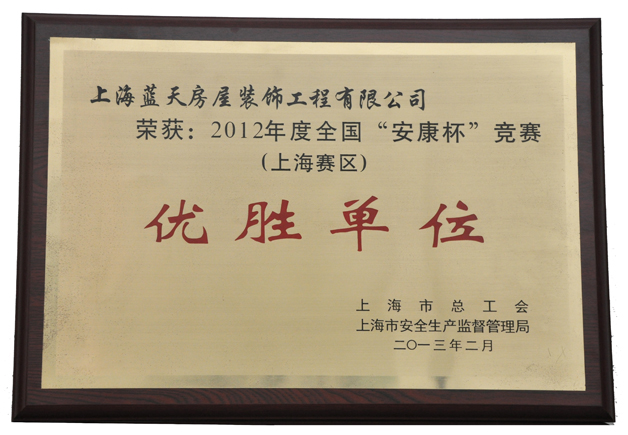 上海蓝天房屋装饰工程有限公司
荣获：2012年度全国“安康杯”竞赛
(上海赛区)
优胜单位
上海市总工会
上海市安全生产监督管理局
二〇一三年二月